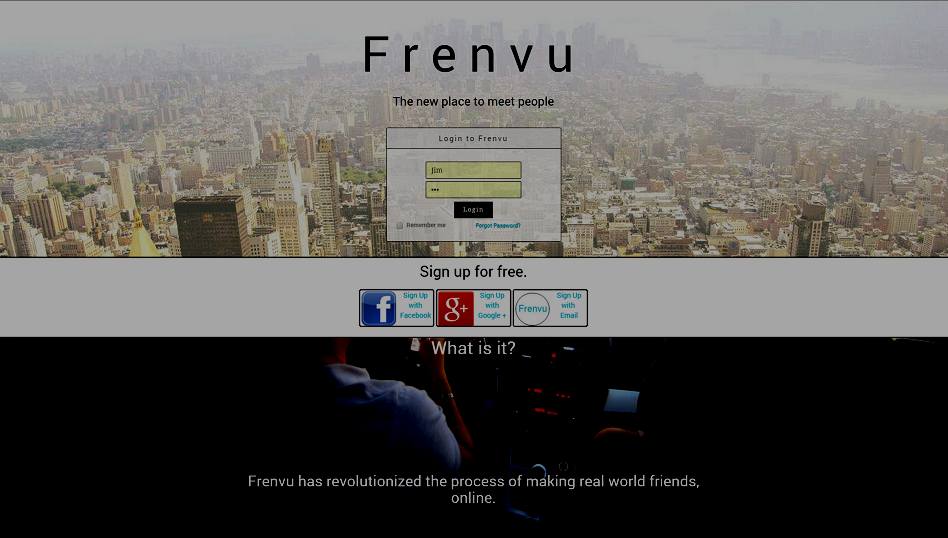 Frenvu
The new place to meet people
Login to Frenvu
Jim
•••
Login
Remember me Forgot Password?
Sign up for free.
f
Sign Up
with
Facebook
g+
Sign Up
with
Google +
Frenvu
Sign Up
with
Email
What is it?
Frenvu has revolutionized the process of making real world friends,
online.